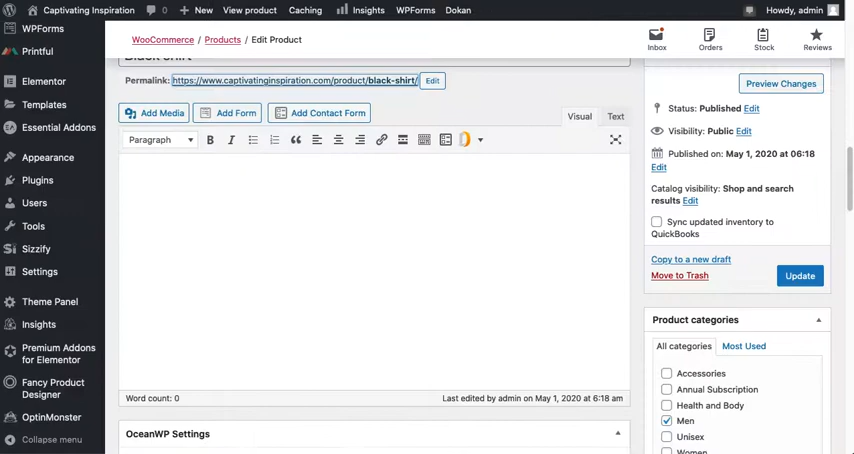 Captivating Inspiration 0 + New View product Caching Insights WPForms Dokan Howdy, admin
WPForms
Printful
Elementor
Templates
Essential Addons
Appearance
Plugins
Users
Tools
Sizzify
Settings
Theme Panel
Insights
Premium Addons
for Elementor
Fancy Product
Designer
OptinMonster
Collapse menu
WooCommerce / Products / Edit Product
Inbox Orders Stock Reviews
Black shirt
Permalink: https://www.captivatinginspiration.com/product/black-shirt/ Edit
Add Media Add Form Add Contact Form
Visual Text
Paragraph B I
Word count: 0 Last edited by admin on May 1, 2020 at 6:18 am
OceanWP Settings
Preview Changes
Status: Published Edit
Visibility: Public Edit
Published on: May 1, 2020 at 06:18
Edit
Catalog visibility: Shop and search
results Edit
Sync updated inventory to
QuickBooks
Copy to a new draft
Move to Trash Update
Product categories
All categories Most Used
Accessories
Annual Subscription
Health and Body
Men
Unisex
Women